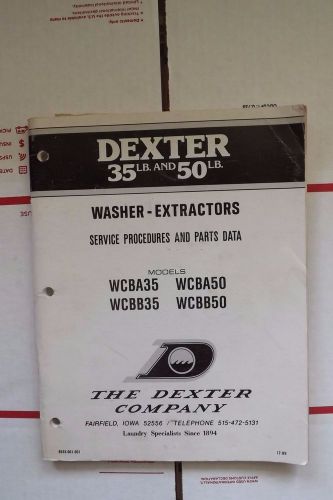 DEXTER
35 LB. AND 50 LB.
WASHER - EXTRACTORS
SERVICE PROCEDURES AND PARTS DATA
MODELS
WCBA35 WCBA50
WCBB35 WCBB50
THE DEXTER
COMPANY
FAIRFIELD, IOWA 52556 / TELEPHONE 515-472-5131
Laundry Specialists Since 1894